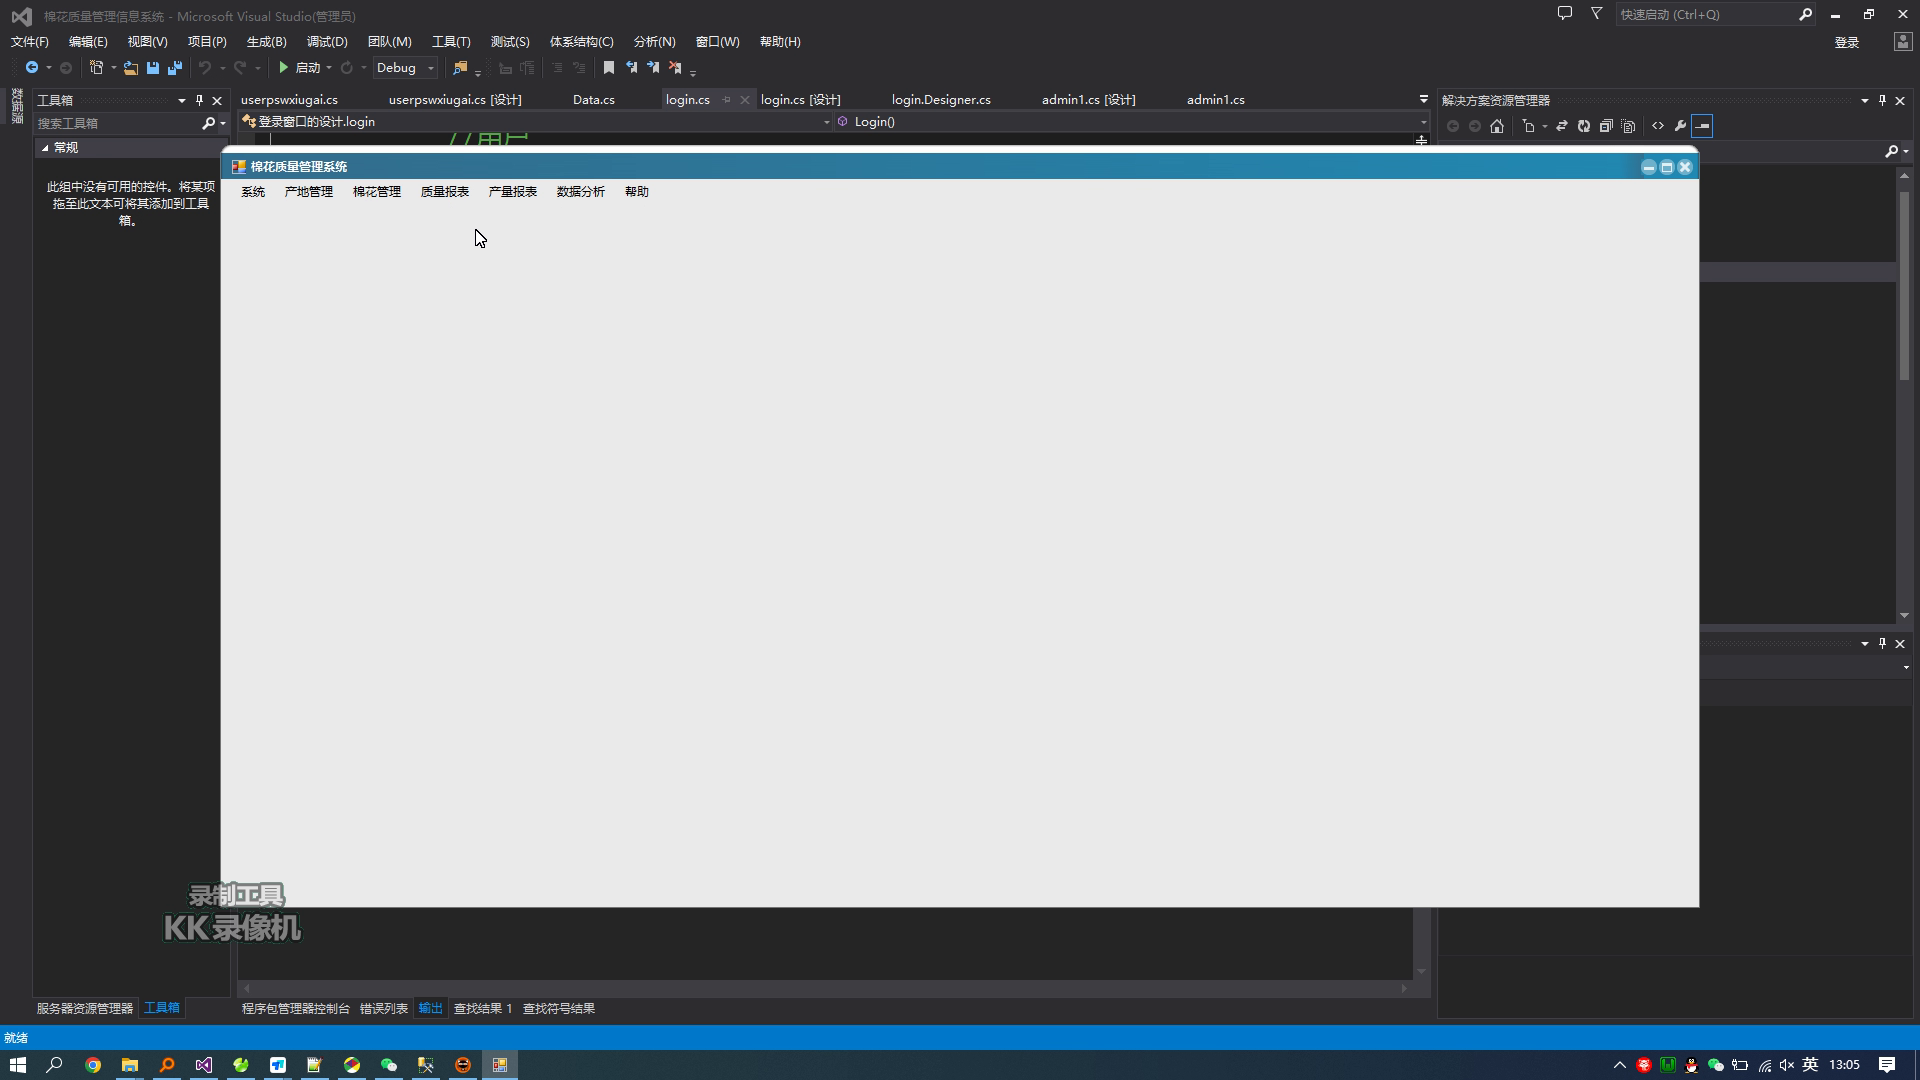 棉花质量管理信息系统 - Microsoft Visual Studio(管理员)
快速启动 (Ctrl+Q)
文件(F) 编辑(E) 视图(V) 项目(P) 生成(B) 调试(D) 团队(M) 工具(T) 测试(S) 体系结构(C) 分析(N) 窗口(W) 帮助(H)
登录
启动 Debug
工具箱
userpswxiugai.cs userpswxiugai.cs [设计] Data.cs login.cs login.cs [设计] login.Designer.cs admin1.cs [设计] admin1.cs
解决方案资源管理器
搜索工具箱
登录窗口的设计.login
Login()
//用户
常规
此组中没有可用的控件。将某项
拖至此文本可将其添加到工具
箱。
棉花质量管理系统
系统 产地管理 棉花管理 质量报表 产量报表 数据分析 帮助
录制工具
KK 录像机
服务器资源管理器 工具箱
程序包管理器控制台 错误列表 输出 查找结果 1 查找符号结果
就绪
英 13:05